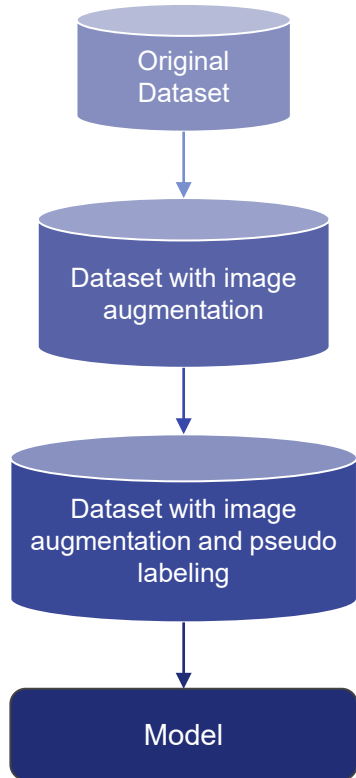 Original
Dataset
Dataset with image
augmentation
Dataset with image
augmentation and pseudo
labeling
Model